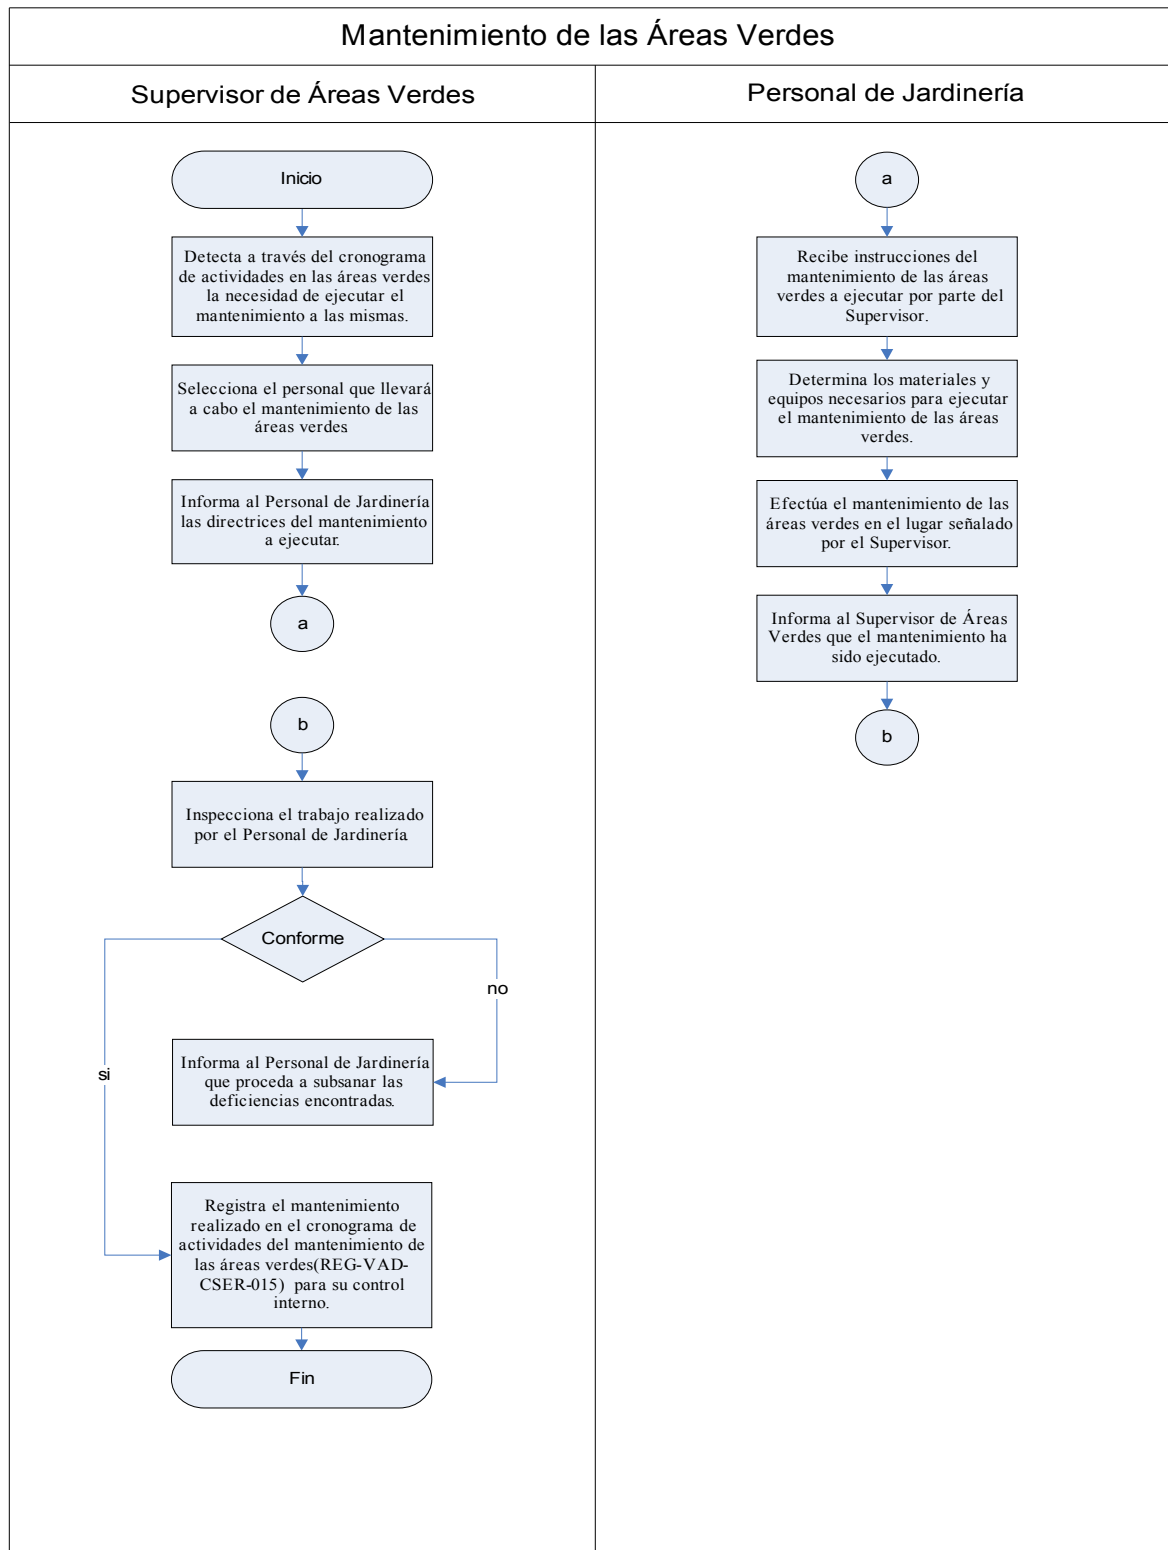 Mantenimiento de las Áreas Verdes
Supervisor de Áreas Verdes
Inicio
Detecta a través del cronograma
de actividades en las áreas verdes
la necesidad de ejecutar el
mantenimiento a las mismas.
Selecciona el personal que llevará
a cabo el mantenimiento de las
áreas verdes
Informa al Personal de Jardinería
las directrices del mantenimiento
a ejecutar.
a
b
Inspecciona el trabajo realizado
por el Personal de Jardinería
Conforme
no
si
Informa al Personal de Jardinería
que proceda a subsanar las
deficiencias encontradas.
Registra el mantenimiento
realizado en el cronograma de
actividades del mantenimiento de
las áreas verdes(REG-VAD-
CSER-015) para su control
interno.
Fin
Personal de Jardinería
a
Recibe instrucciones del
mantenimiento de las áreas
verdes a ejecutar por parte del
Supervisor.
Determina los materiales y
equipos necesarios para ejecutar
el mantenimiento de las áreas
verdes.
Efectúa el mantenimiento de las
áreas verdes en el lugar señalado
por el Supervisor.
Informa al Supervisor de Áreas
Verdes que el mantenimiento ha
sido ejecutado.
b